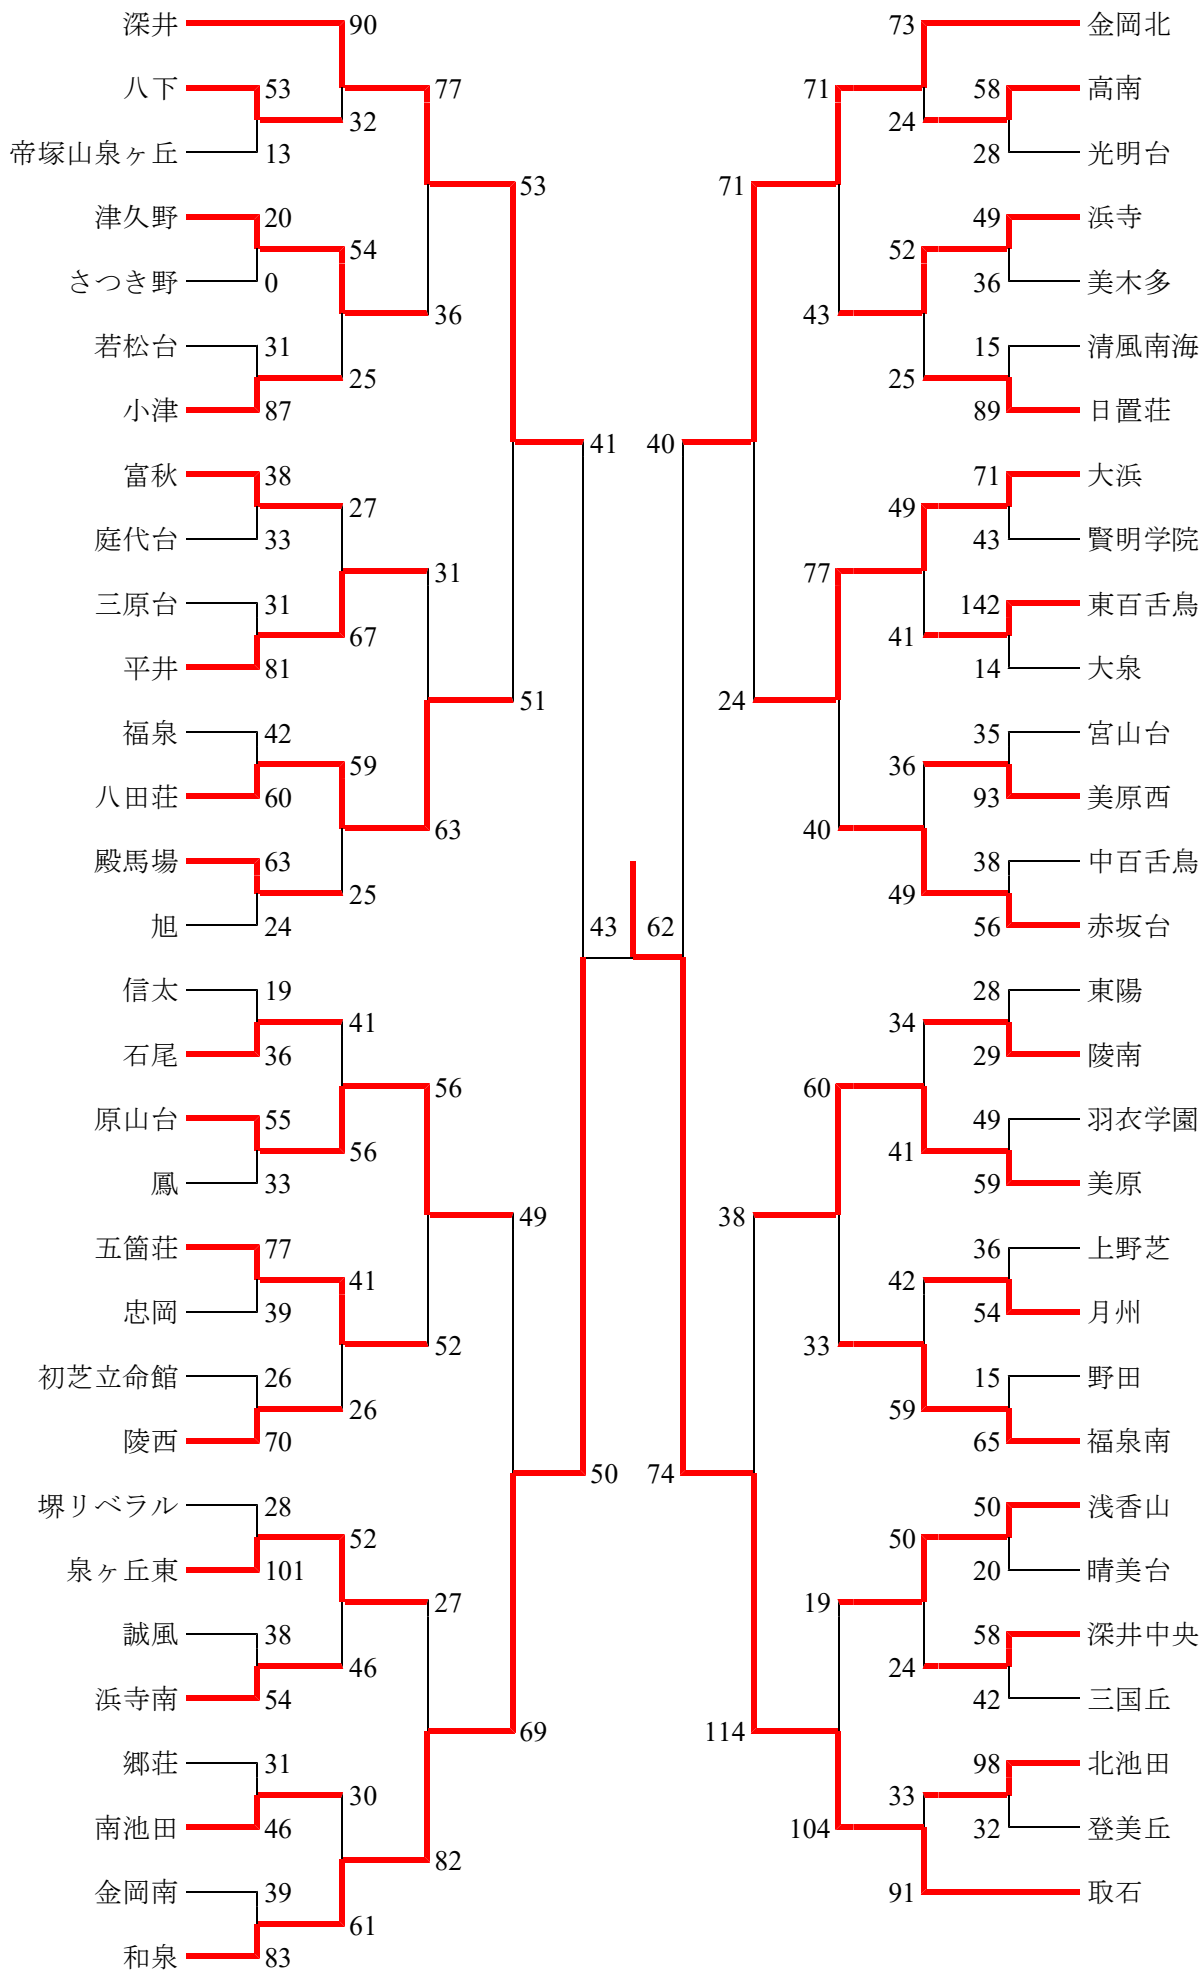 深井 90 73 金岡北
八下 53 77 71 58 高南
32 24
帝塚山泉ヶ丘 13 28 光明台
53 71
津久野 20 49 浜寺
54 52
さつき野 0 36 美木多
36 43
若松台 31 15 清風南海
25 25
小津 87 89 日置荘
41 40
富秋 38 71 大浜
27 49
庭代台 33 43 賢明学院
31 77
三原台 31 142 東百舌鳥
67 41
平井 81 14 大泉
51 24
福泉 42 35 宮山台
59 36
八田荘 60 93 美原西
63 40
殿馬場 63 38 中百舌鳥
25 49
旭 24 43 62 56 赤坂台
信太 19 28 東陽
41 34
石尾 36 29 陵南
56 60
原山台 55 49 羽衣学園
56 41
鳳 33 59 美原
49 38
五箇荘 77 36 上野芝
41 42
忠岡 39 54 月州
52 33
初芝立命館 26 15 野田
26 59
陵西 70 65 福泉南
50 74
堺リベラル 28 50 浅香山
52 50
泉ヶ丘東 101 20 晴美台
27 19
誠風 38 58 深井中央
46 24
浜寺南 54 42 三国丘
69 114
郷荘 31 98 北池田
30 33
南池田 46 104 32 登美丘
82
金岡南 39 91 取石
61
和泉 83